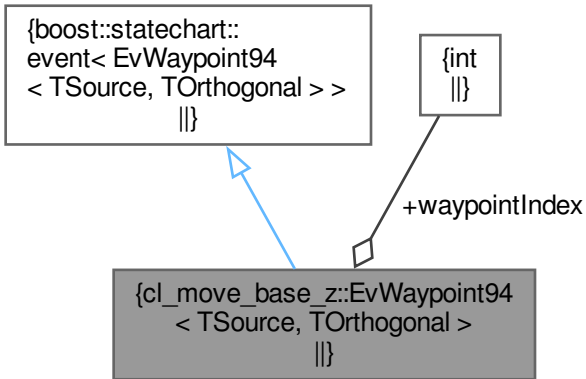 {boost::statechart::
event< EvWaypoint94
< TSource, TOrthogonal > >
||}
{int
||}
+waypointIndex
{cl_move_base_z::EvWaypoint94
< TSource, TOrthogonal >
||}